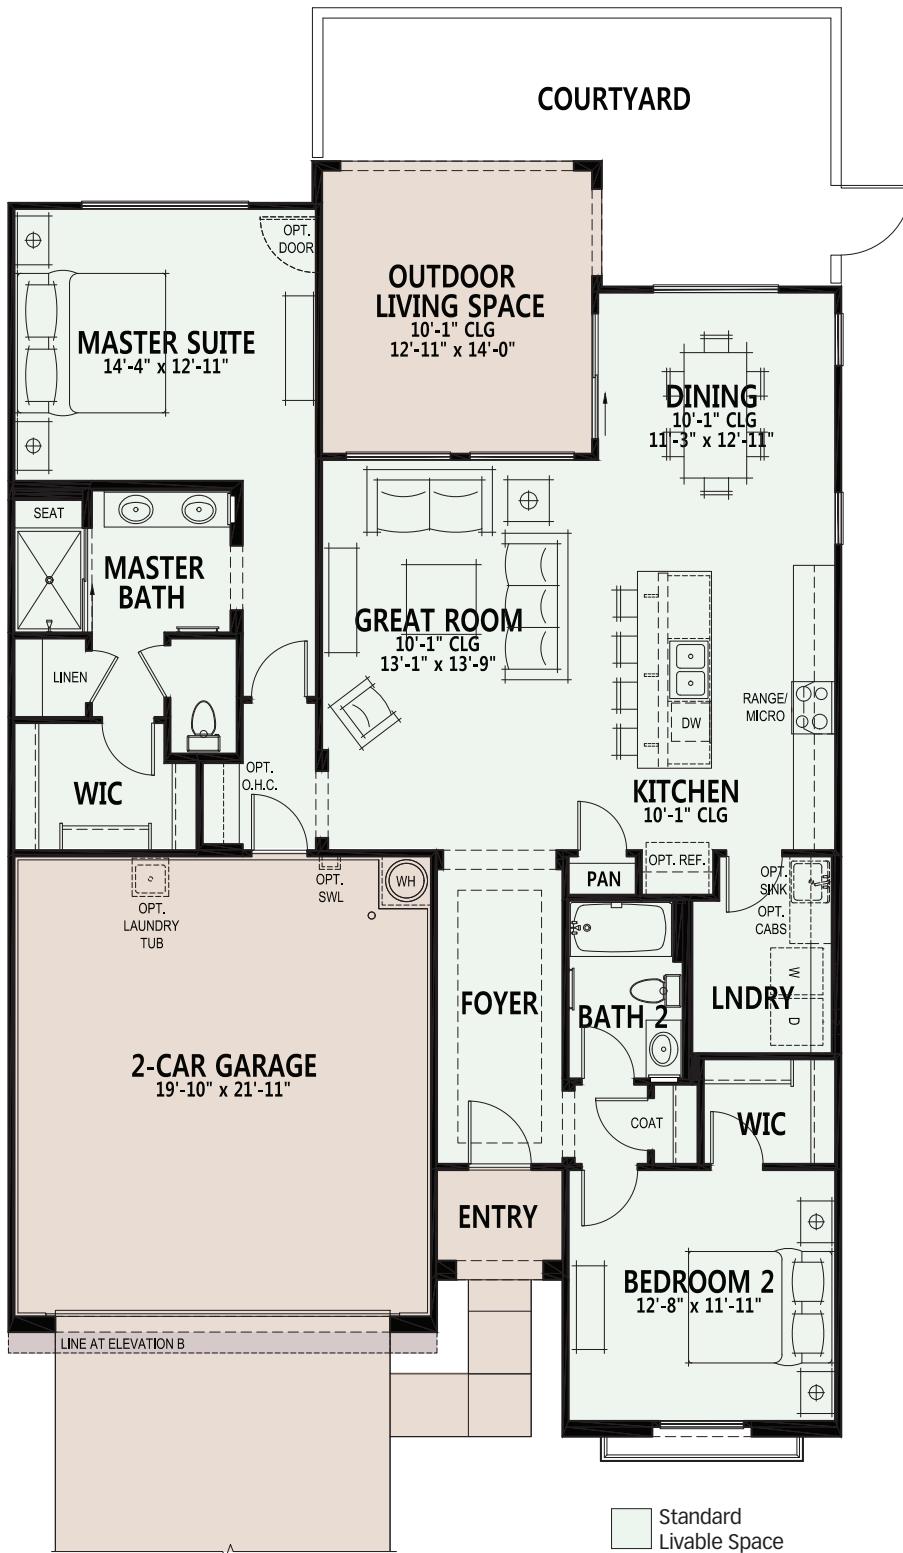 COURTYARD
OPT.
DOOR
OUTDOOR
LIVING SPACE
10'-1" CLG
12'-11" x 14'-0"
MASTER SUITE
14'-4" x 12'-11"
DINING
10'-1" CLG
11'-3" x 12'-11"
SEAT
MASTER
BATH
GREAT ROOM
10'-1" CLG
13'-1" x 13'-9"
LINEN
RANGE/
MICRO
DW
OPT.
O.H.C.
WIC
KITCHEN
10'-1" CLG
OPT. REF.
PAN
OPT.
SINK
OPT.
CABS
OPT.
LAUNDRY
TUB
OPT.
SWL
WH
W
D
FOYER
LNDRY
BATH 2
2-CAR GARAGE
19'-10" x 21'-11"
COAT
WIC
ENTRY
BEDROOM 2
12'-8" x 11'-11"
LINE AT ELEVATION B
Standard
Livable Space